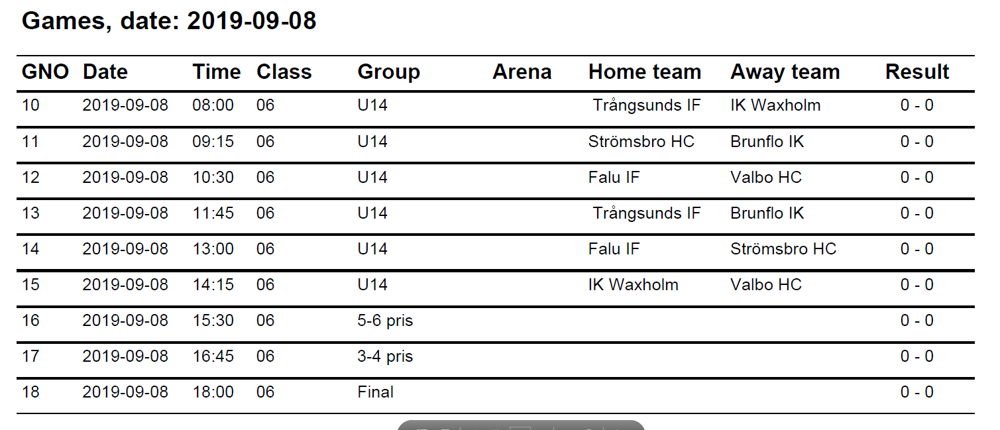 Games, date: 2019-09-08
GNO Date Time Class Group Arena Home team Away team Result
10 2019-09-08 08:00 06 U14 Trångsunds IF IK Waxholm 0 - 0
11 2019-09-08 09:15 06 U14 Strömsbro HC Brunflo IK 0 - 0
12 2019-09-08 10:30 06 U14 Falu IF Valbo HC 0 - 0
13 2019-09-08 11:45 06 U14 Trångsunds IF Brunflo IK 0 - 0
14 2019-09-08 13:00 06 U14 Falu IF Strömsbro HC 0 - 0
15 2019-09-08 14:15 06 U14 IK Waxholm Valbo HC 0 - 0
16 2019-09-08 15:30 06 5-6 pris 0 - 0
17 2019-09-08 16:45 06 3-4 pris 0 - 0
18 2019-09-08 18:00 06 Final 0 - 0